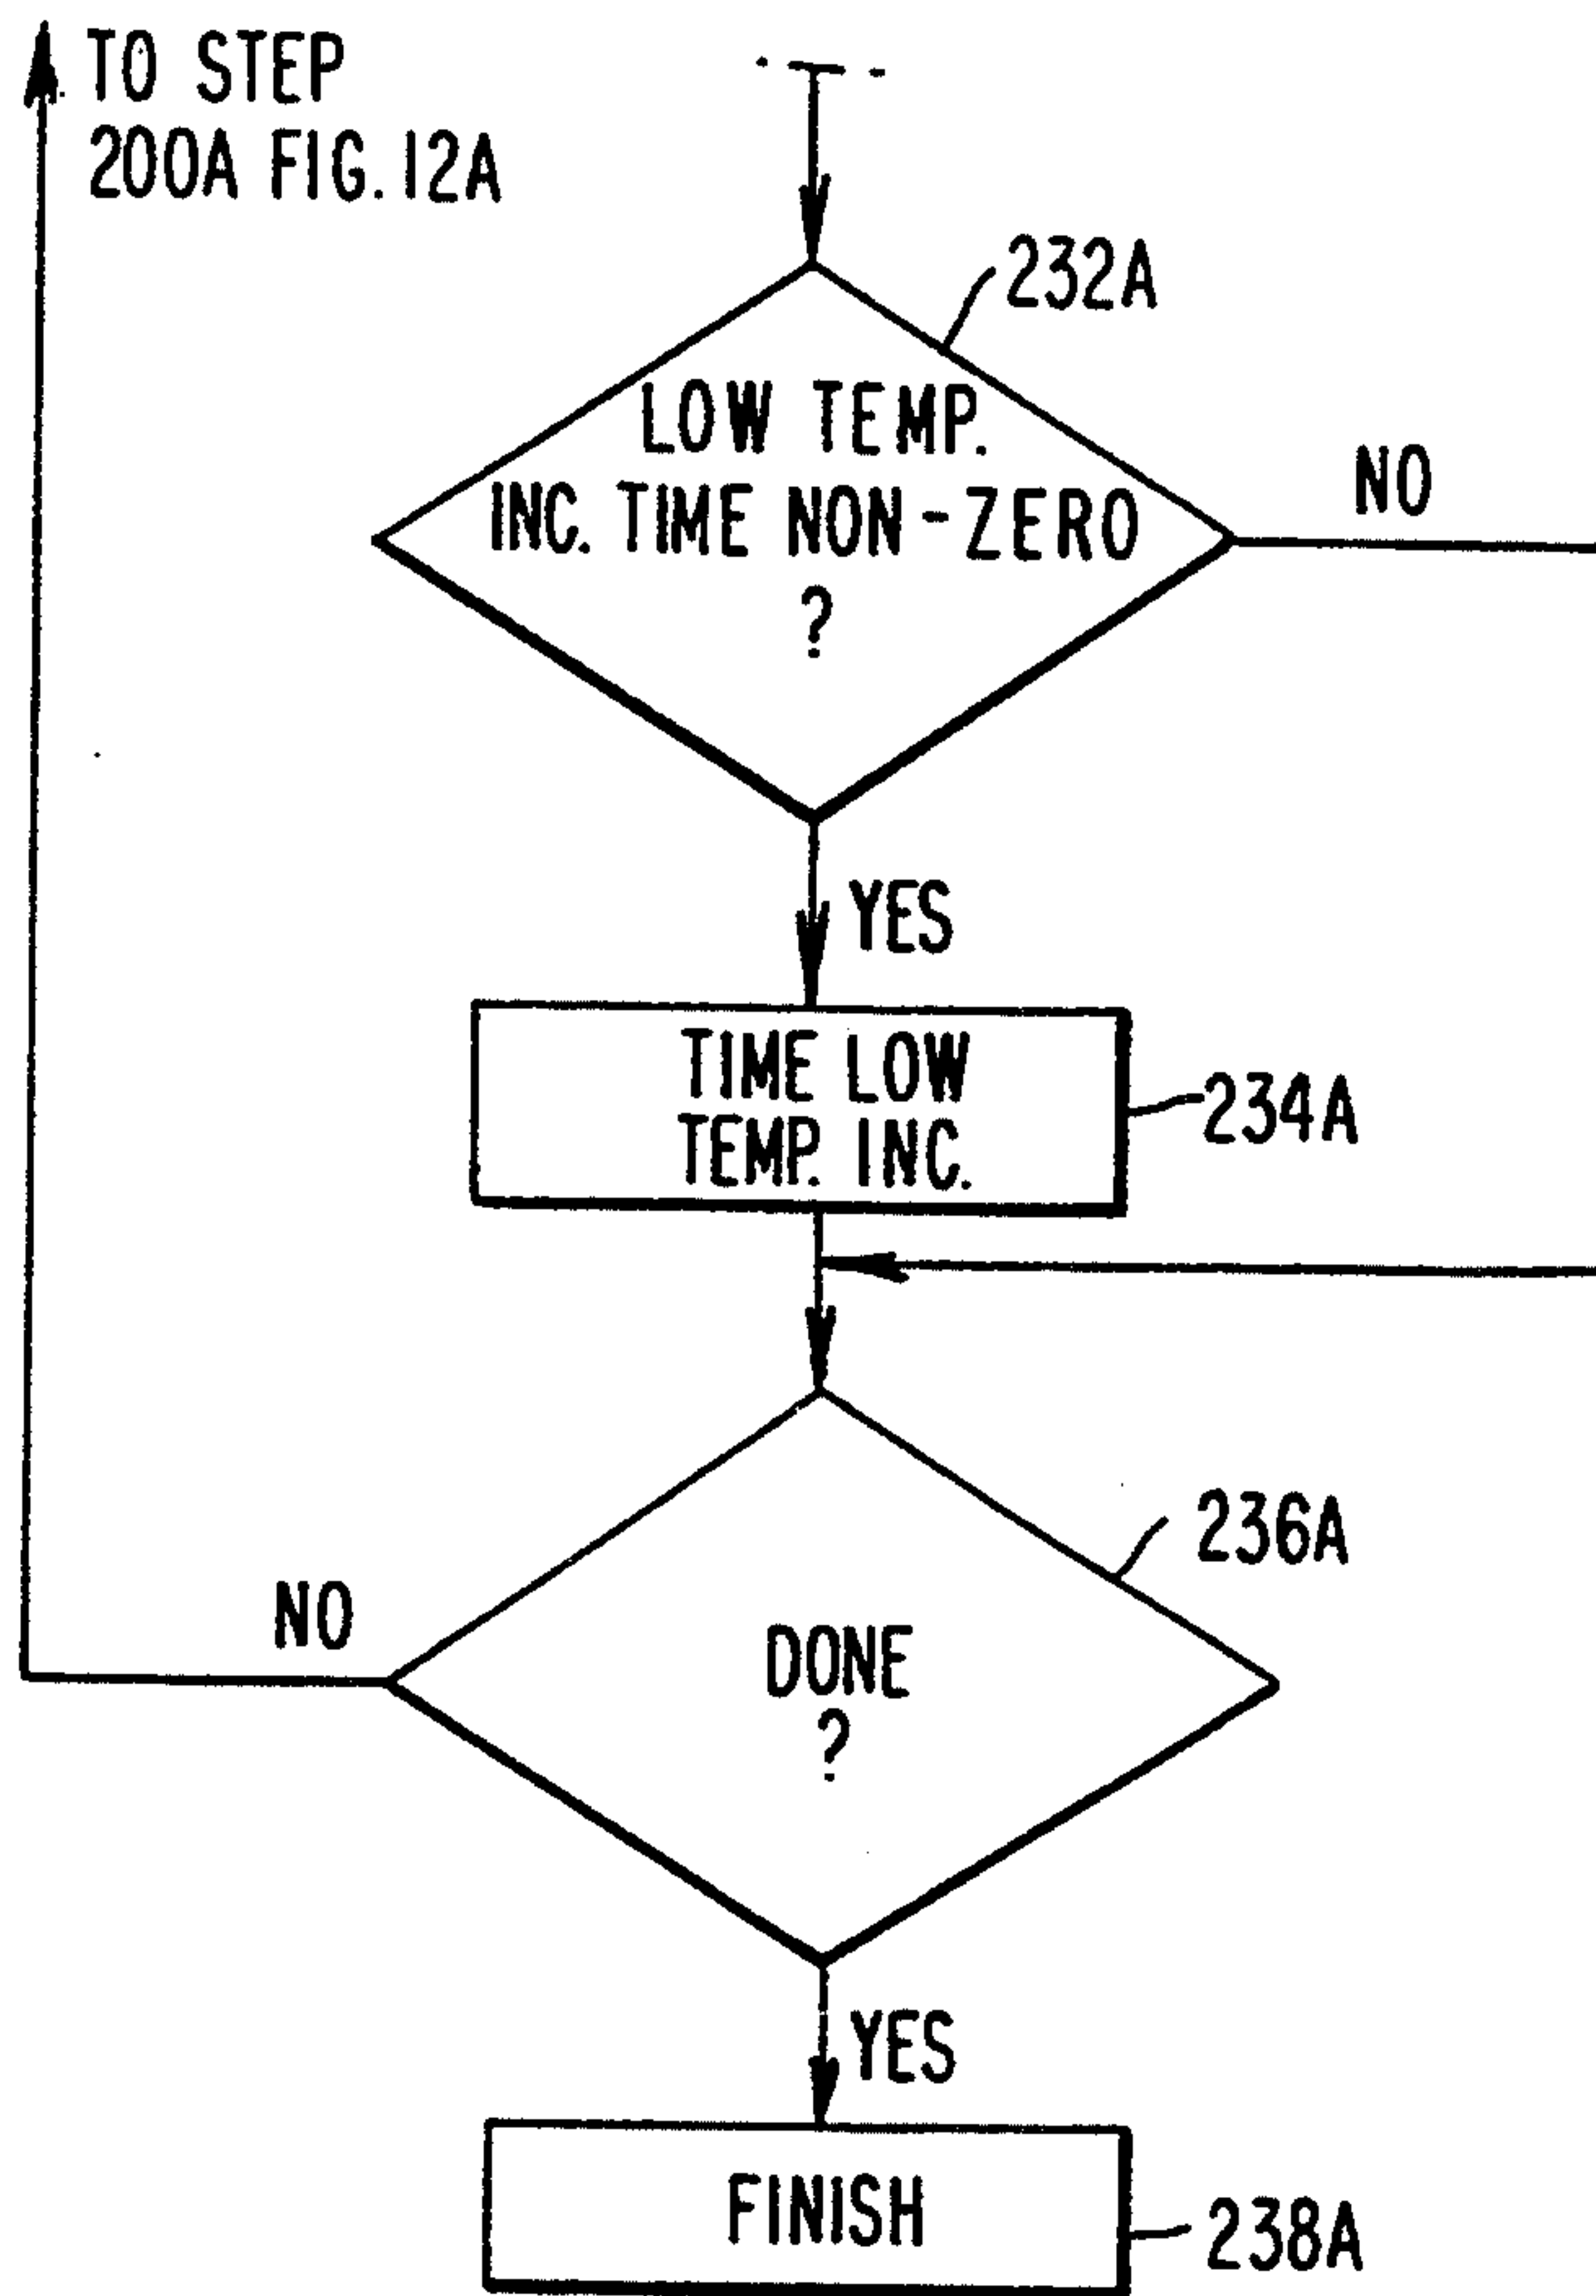 TO STEP
200A FIG. 12A
232A
LOW TEMP.
INC. TIME NON-ZERO
?
NO
YES
TIME LOW
TEMP. INC.
234A
236A
NO
DONE
?
YES
FINISH
238A